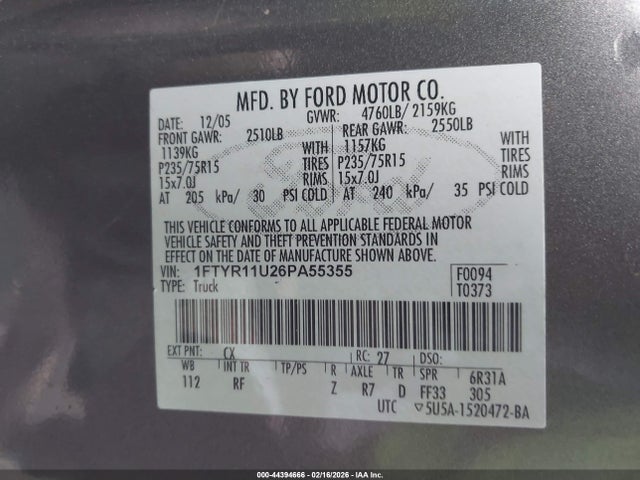 MFD. BY FORD MOTOR CO.
DATE: 12/05 GVWR: 4760LB/ 2159KG
FRONT GAWR: 2510LB REAR GAWR: 2550LB
1139KG WITH 1157KG WITH
P235/75R15 TIRES P235/75R15 TIRES
15x7.0J RIMS 15x7.0J RIMS
AT 205 kPa/ 30 PSI COLD AT 240 kPa/ 35 PSI COLD
THIS VEHICLE CONFORMS TO ALL APPLICABLE FEDERAL MOTOR
VEHICLE SAFETY AND THEFT PREVENTION STANDARDS IN
EFFECT ON THE DATE OF MANUFACTURE SHOWN ABOVE.
VIN: 1FTYR11U26PA55355 F0094
TYPE: Truck T0373
EXT PNT: CX RC: 27 DSO:
WB INT TR TP/PS R AXLE TR SPR 6R31A
112 RF Z R7 D FF33 305
UTC 5U5A-1520472-BA
000-44394666 - 02/16/2026 - IAA Inc.